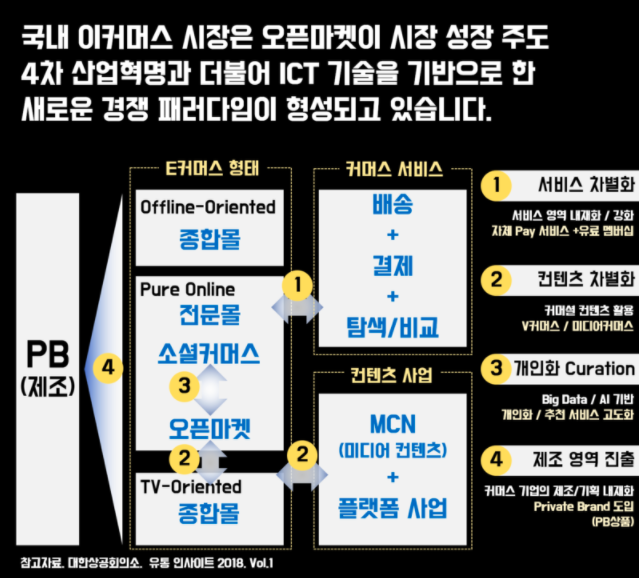 국내 이커머스 시장은 오픈마켓이 시장 성장 주도
4차 산업혁명과 더불어 ICT 기술을 기반으로 한
새로운 경쟁 패러다임이 형성되고 있습니다.
PB
(제조)
4
E커머스 형태
Offline-Oriented
종합몰
Pure Online
전문몰
소셜커머스
3
오픈마켓
2
TV-Oriented
종합몰
1
2
커머스 서비스
배송
+
결제
+
탐색/비교
컨텐츠 사업
MCN
(미디어 컨텐츠)
+
플랫폼 사업
1 서비스 차별화
서비스 영역 내재화 / 강화
자체 Pay 서비스 +유료 멤버십
2 컨텐츠 차별화
커머셜 컨텐츠 활용
V커머스 / 미디어커머스
3 개인화 Curation
Big Data / AI 기반
개인화 / 추천 서비스 고도화
4 제조 영역 진출
커머스 기업의 제조/기획 내재화
Private Brand 도입
(PB상품)
참고자료. 대한상공회의소. 유통 인사이트 2018. Vol.1